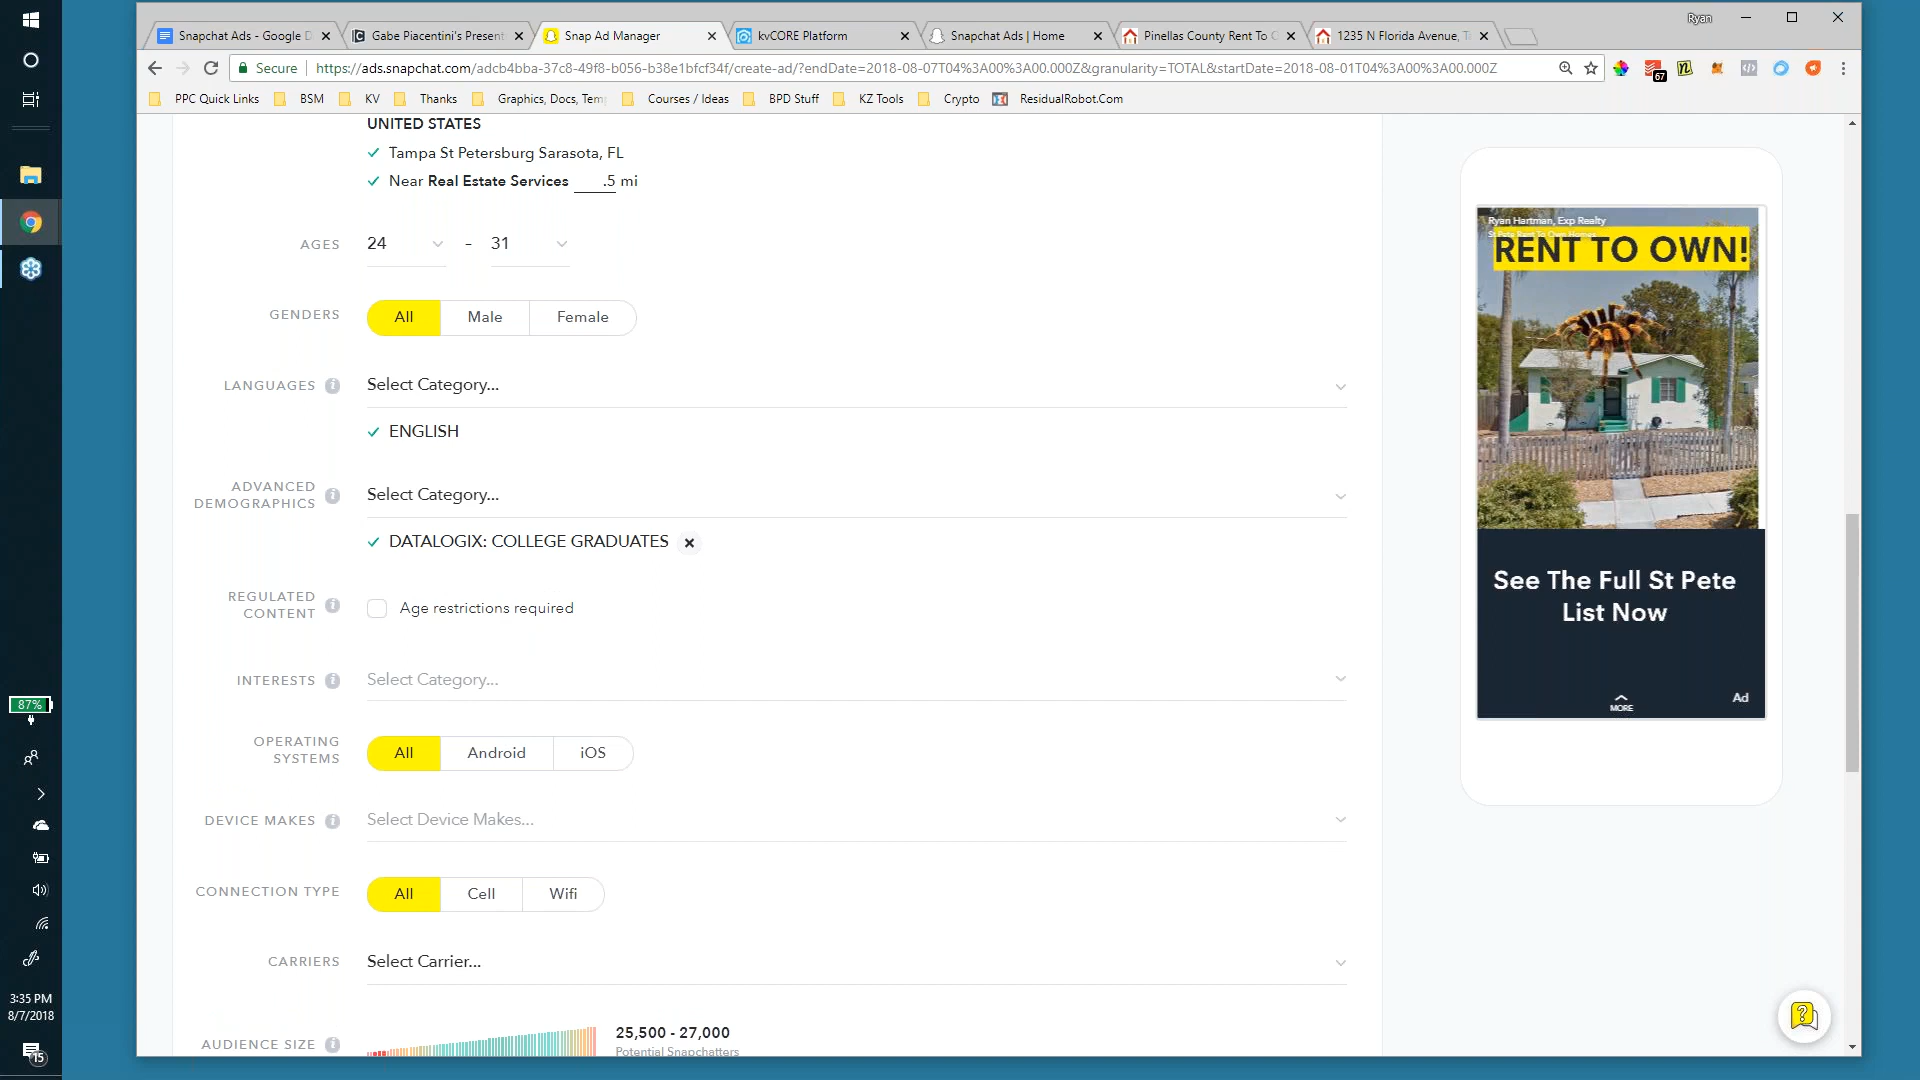 Ryan
Snapchat Ads - Google D
Gabe Piacentini's Present
Snap Ad Manager
kvCORE Platform
Snapchat Ads | Home
Pinellas County Rent To
1235 N Florida Avenue,
Secure
https://ads.snapchat.com/adcb4bba-37c8-49f8-b056-b38e1bfcf34f/create-ad/?endDate=2018-08-07T04%3A00%3A00.000Z&granularity=TOTAL&startDate=2018-08-01T04%3A00%3A00.000Z
67
PPC Quick Links
BSM
KV
Thanks
Graphics, Docs, Tem
Courses / Ideas
BPD Stuff
KZ Tools
Crypto
ResidualRobot.Com
UNITED STATES
Tampa St Petersburg Sarasota, FL
Near Real Estate Services .5 mi
AGES 24 - 31
GENDERS All Male Female
LANGUAGES Select Category...
ENGLISH
ADVANCED
DEMOGRAPHICS Select Category...
DATALOGIX: COLLEGE GRADUATES
REGULATED
CONTENT Age restrictions required
INTERESTS Select Category...
OPERATING
SYSTEMS All Android iOS
DEVICE MAKES Select Device Makes...
CONNECTION TYPE All Cell Wifi
CARRIERS Select Carrier...
AUDIENCE SIZE 25,500 - 27,000
Potential Snapchatters
Ryan Hartman, Exp Realty
St Pete Rent To Own Homes
RENT TO OWN!
See The Full St Pete
List Now
MORE
Ad
87%
3:35 PM
8/7/2018
15